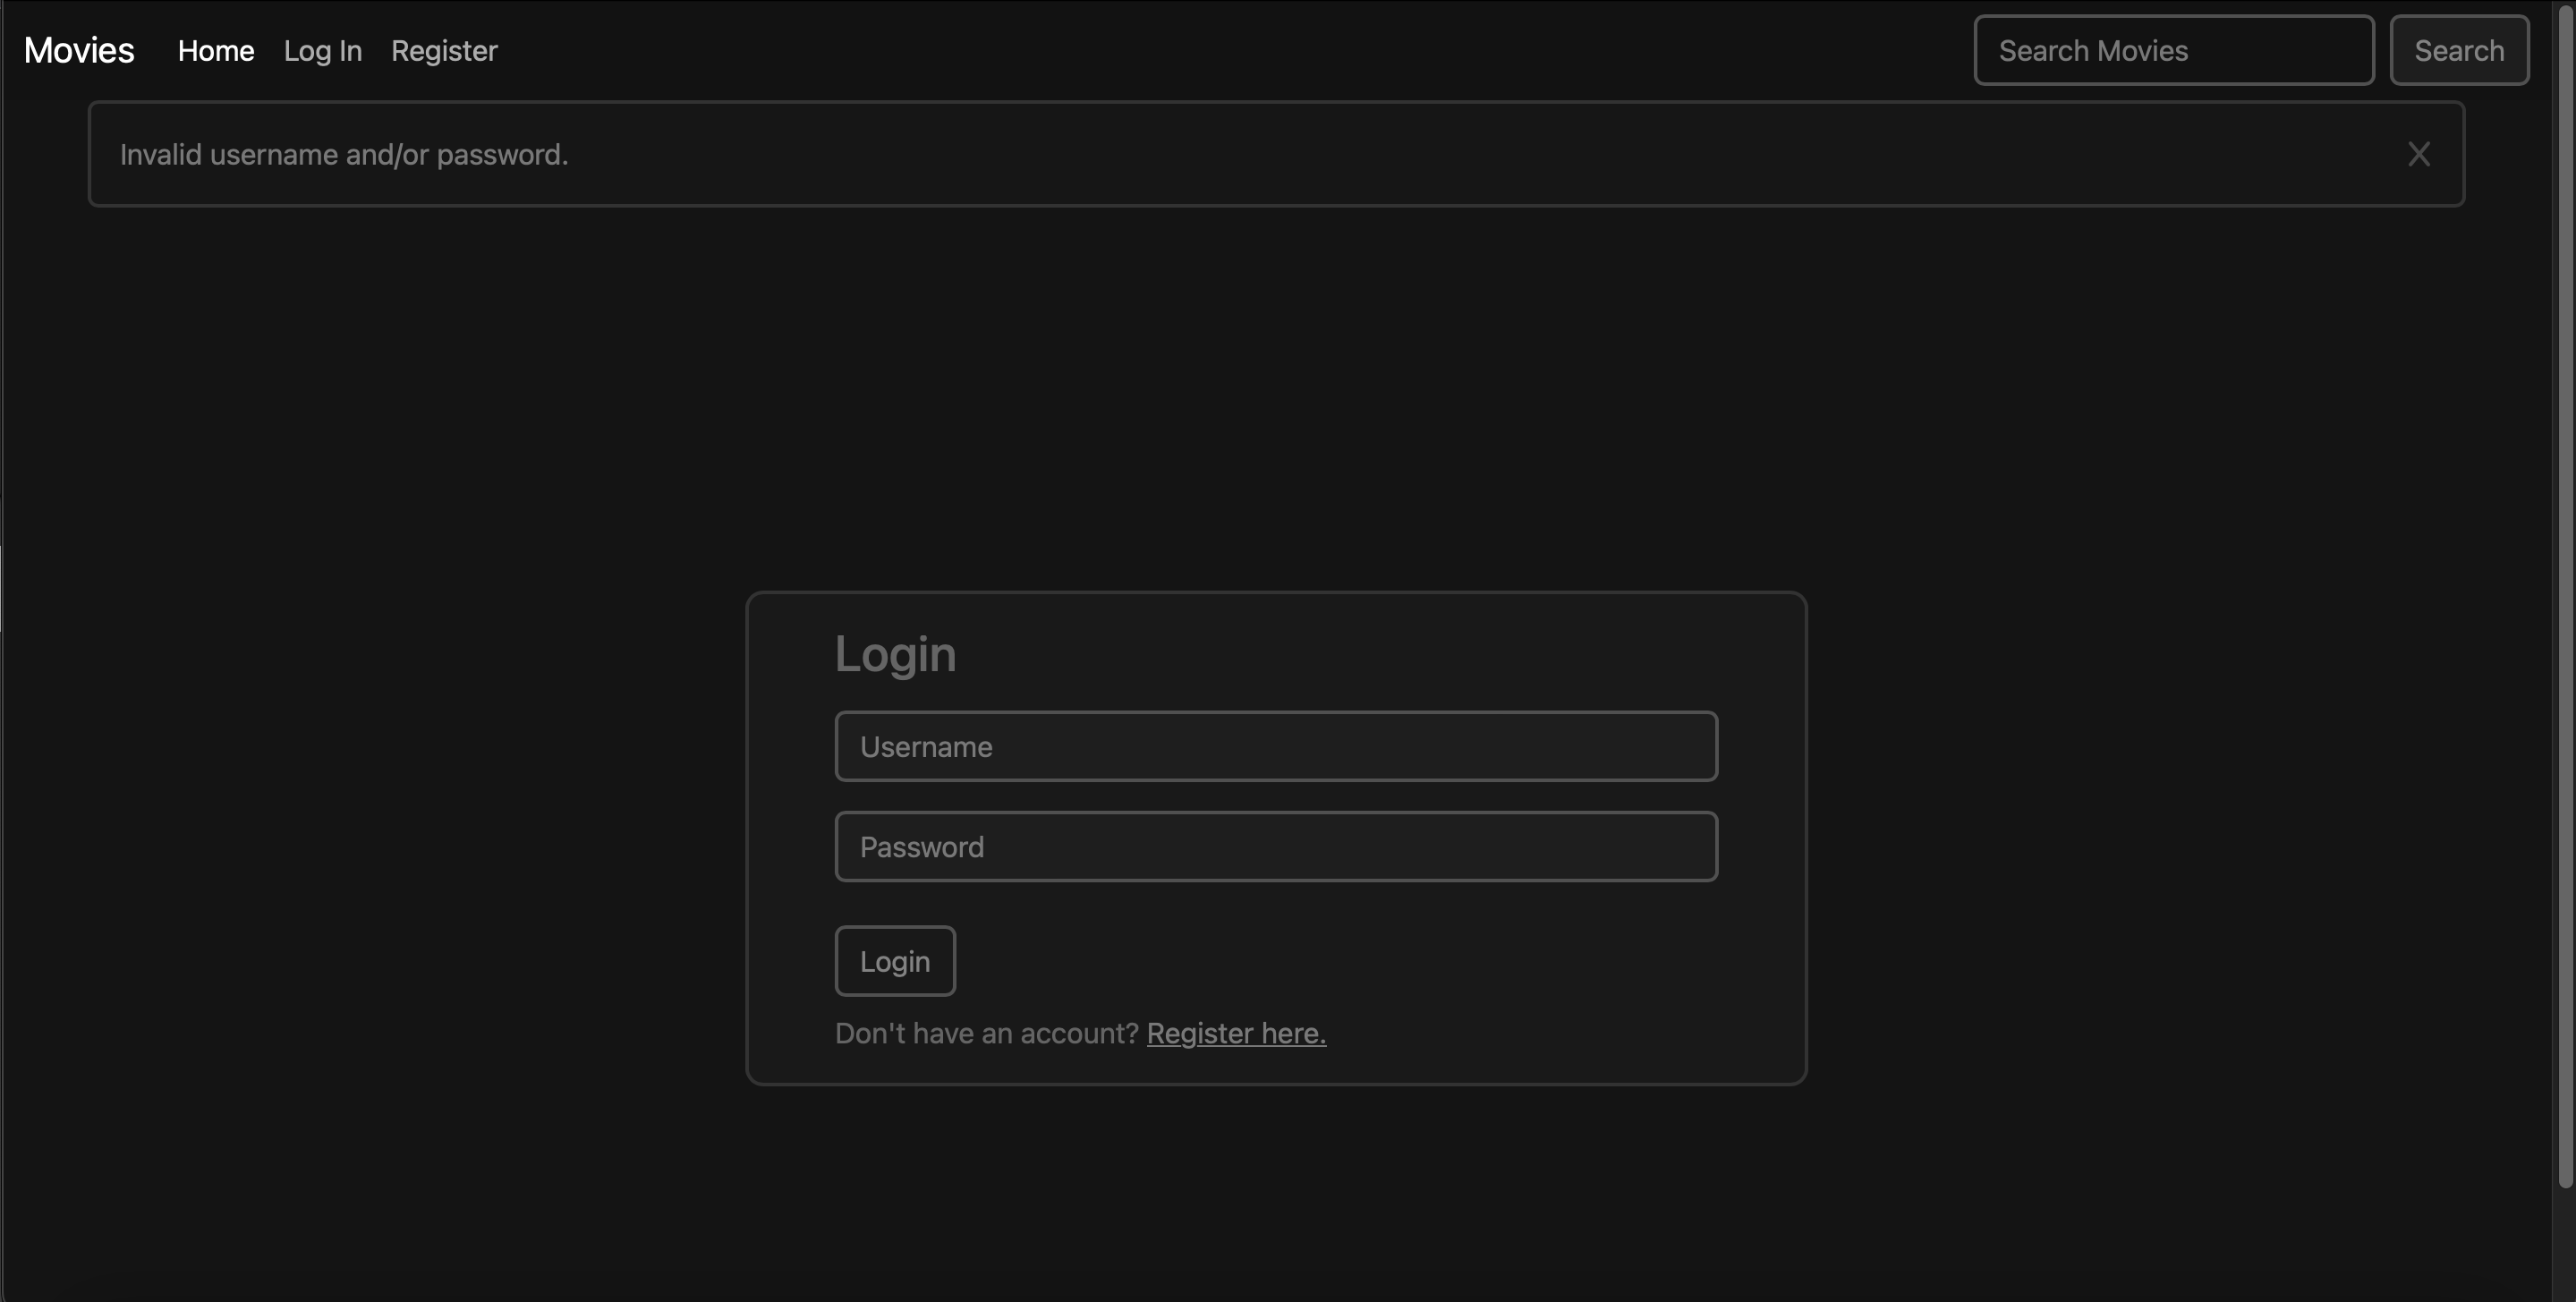 Movies Home Log In Register Search Movies Search
Invalid username and/or password.
Login
Username
Password
Login
Don't have an account? Register here.